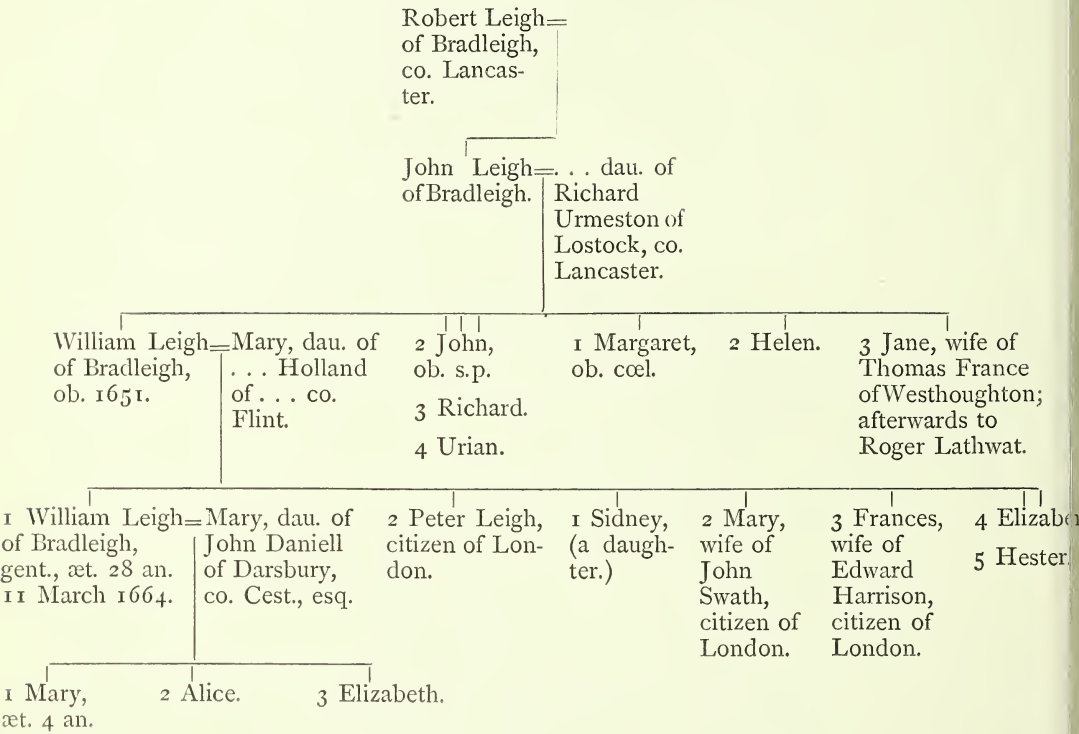 Robert Leigh=
of Bradleigh,
co. Lancas-
ter.
John Leigh=. . . dau. of
of Bradleigh. Richard
Urmeston of
Lostock, co.
Lancaster.
William Leigh=Mary, dau. of
of Bradleigh, . . . Holland
ob. 1651. of . . . co.
Flint.
2 John,
ob. s.p.
3 Richard.
4 Urian.
1 Margaret,
ob. cœl.
2 Helen.
3 Jane, wife of
Thomas France
of Westhoughton;
afterwards to
Roger Lathwat.
1 William Leigh=Mary, dau. of
of Bradleigh, John Daniell
gent., æt. 28 an. of Darsbury,
11 March 1664. co. Cest., esq.
2 Peter Leigh,
citizen of Lon-
don.
1 Sidney,
(a daugh-
ter.)
2 Mary,
wife of
John
Swath,
citizen of
London.
3 Frances,
wife of
Edward
Harrison,
citizen of
London.
4
5 Hester.
1 Mary,
æt. 4 an.
2 Alice.
3 Elizabeth.